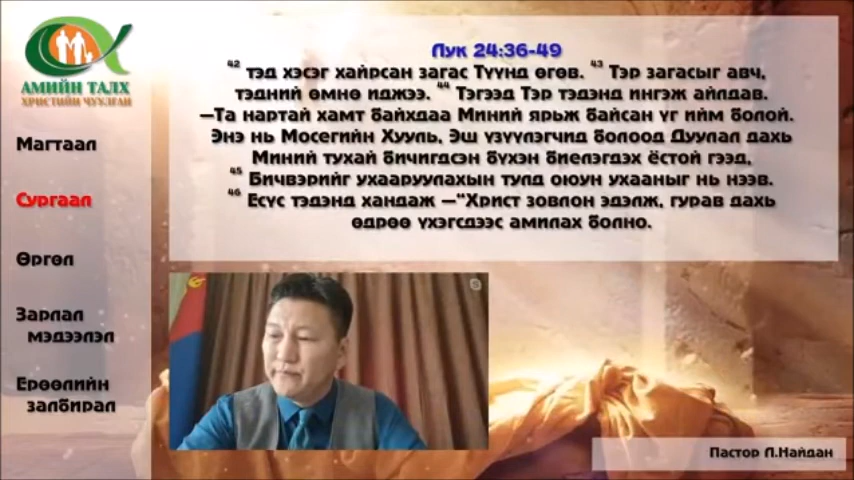 АМИЙН ТАЛХ
ХРИСТИЙН ЧУУЛГАН
Магтаал
Сургаал
Өргөл
Зарлал
мэдээлэл
Ерөөлийн
залбирал
Лук 24:36-49
42 тэд хэсэг хайрсан загас Түүнд өгөв. 43 Тэр загасыг авч,
тэдний өмнө иджээ. 44 Тэгээд Тэр тэдэнд ингэж айлдав.
—Та нартай хамт байхдаа Миний ярьж байсан үг ийм болой.
Энэ нь Мосегийн Хууль, Эш үзүүлэгчид болоод Дуулал дахь
Миний тухай бичигдсэн бүхэн биелэгдэх ёстой гээд,
45 Бичвэрийг ухааруулахын тулд оюун ухааныг нь нээв.
46 Есүс тэдэнд хандаж —"Христ зовлон эдэлж, гурав дахь
өдрөө үхэгсдээс амилах болно.
Пастор Л.Найдан